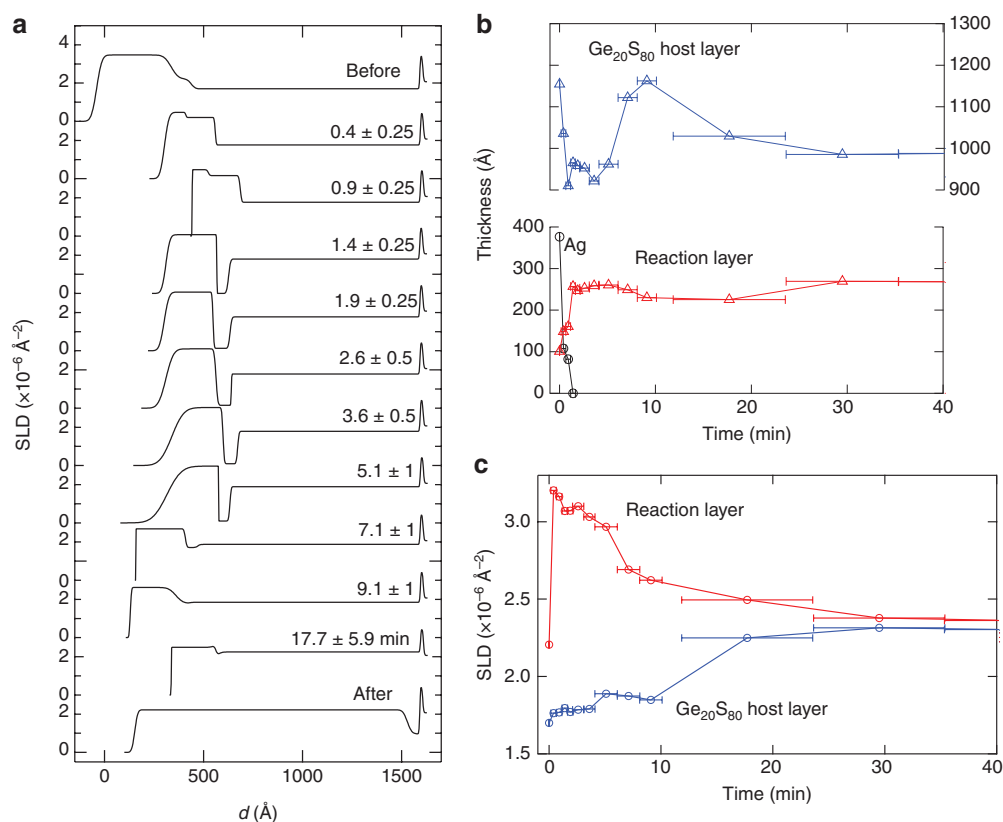 a
SLD (×10⁻⁶ Å⁻²)
4
2
0
2
0
2
0
2
0
2
0
2
0
2
0
2
0
2
0
2
0
2
0
2
0
Before
0.4 ± 0.25
0.9 ± 0.25
1.4 ± 0.25
1.9 ± 0.25
2.6 ± 0.5
3.6 ± 0.5
5.1 ± 1
7.1 ± 1
9.1 ± 1
17.7 ± 5.9 min
After
0 500 1000 1500
d (Å)
b
Ge₂₀S₈₀ host layer
1300
1200
1100
1000
900
Thickness (Å)
400
300
200
100
0
Ag
Reaction layer
0 10 20 30 40
Time (min)
c
SLD (×10⁻⁶ Å⁻²)
3.0
2.5
2.0
1.5
Reaction layer
Ge₂₀S₈₀ host layer
0 10 20 30 40
Time (min)